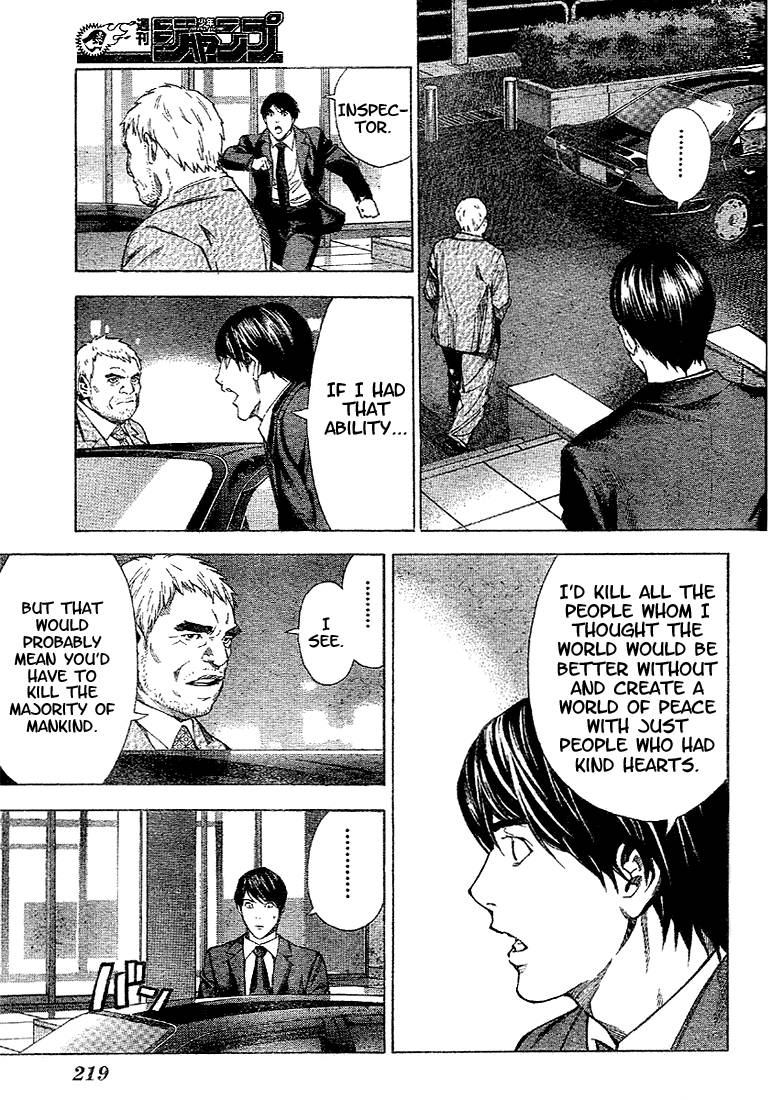 週刊
少年
ジャンプ
........
INSPEC-
TOR.
IF I HAD
THAT
ABILITY...
I'D KILL ALL THE
PEOPLE WHOM I
THOUGHT THE
WORLD WOULD BE
BETTER WITHOUT
AND CREATE A
WORLD OF PEACE
WITH JUST
PEOPLE WHO HAD
KIND HEARTS.
........
I
SEE.
BUT THAT
WOULD
PROBABLY
MEAN YOU'D
HAVE TO
KILL THE
MAJORITY OF
MANKIND.
........
バン
219